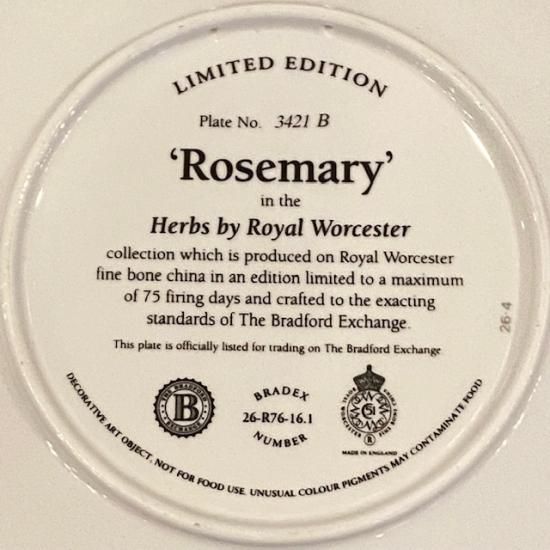 LIMITED EDITION
Plate No. 3421 B
‘Rosemary’
in the
Herbs by Royal Worcester
collection which is produced on Royal Worcester
fine bone china in an edition limited to a maximum
of 75 firing days and crafted to the exacting
standards of The Bradford Exchange.
This plate is officially listed for trading on The Bradford Exchange
THE BRADFORD
B
EXCHANGE
BRADEX
26-R76-16.1
NUMBER
51
MADE IN ENGLAND
26·4
DECORATIVE ART OBJECT, NOT FOR FOOD USE. UNUSUAL COLOUR PIGMENTS MAY CONTAMINATE FOOD